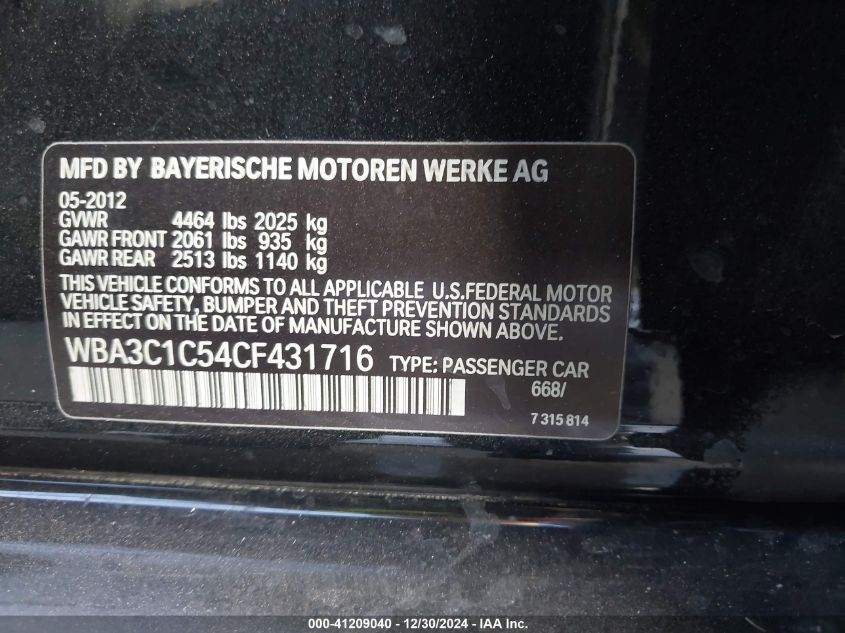 MFD BY BAYERISCHE MOTOREN WERKE AG
05-2012
GVWR 4464 lbs 2025 kg
GAWR FRONT 2061 lbs 935 kg
GAWR REAR 2513 lbs 1140 kg
THIS VEHICLE CONFORMS TO ALL APPLICABLE U.S.FEDERAL MOTOR
VEHICLE SAFETY, BUMPER AND THEFT PREVENTION STANDARDS
IN EFFECT ON THE DATE OF MANUFACTURE SHOWN ABOVE.
WBA3C1C54CF431716 TYPE: PASSENGER CAR
668/
7 315 814
000-41209040 - 12/30/2024 - IAA Inc.